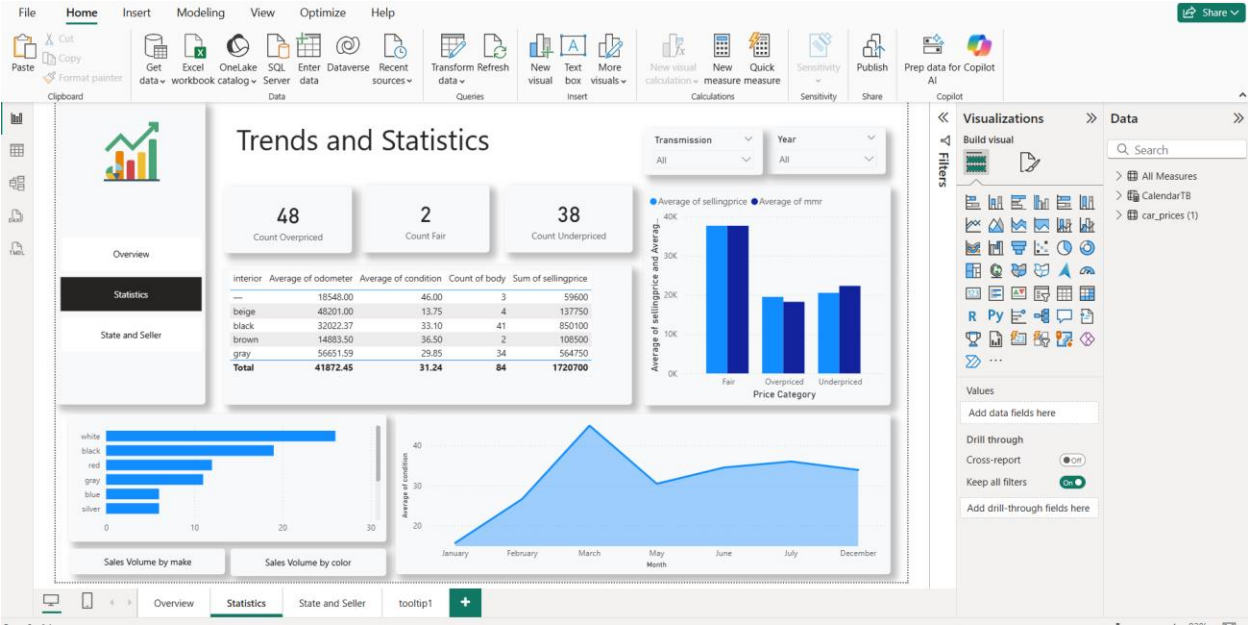 File Home Insert Modeling View Optimize Help Share
Paste
Cut
Copy
Format painter
Clipboard
Get data
Excel workbook
OneLake catalog
SQL Server
Enter data
Dataverse
Recent sources
Data
Transform data
Refresh
Queries
New visual
Text box
More visuals
Insert
New visual calculation
New measure
Quick measure
Calculations
Sensitivity
Sensitivity
Publish
Share
Prep data for AI
Copilot
Copilot
Trends and Statistics
Transmission
All
Year
All
48
Count Overpriced
2
Count Fair
38
Count Underpriced
Overview
Statistics
State and Seller
interior Average of odometer Average of condition Count of body Sum of sellingprice
— 18548.00 46.00 3 59600
beige 48201.00 13.75 4 137750
black 32022.37 33.10 41 850100
brown 14883.50 36.50 2 108500
gray 56651.59 29.85 34 564750
Total 41872.45 31.24 84 1720700
Average of sellingprice Average of mmr
Average of sellingprice and Averag...
40K
30K
20K
10K
0K
Fair Overpriced Underpriced
Price Category
white
black
red
gray
blue
silver
0 10 20 30
Sales Volume by make
Sales Volume by color
Average of condition
40
30
20
January February March May June July December
Month
Filters
Visualizations
Build visual
R Py
...
Values
Add data fields here
Drill through
Cross-report Off
Keep all filters On
Add drill-through fields here
Data
Search
All Measures
CalendarTB
car_prices (1)
DAX
TMDL
Overview Statistics State and Seller tooltip1 +